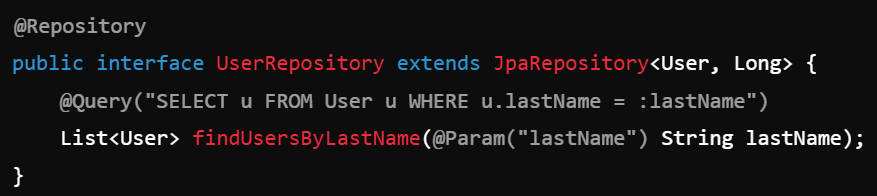 @Repository
public interface UserRepository extends JpaRepository<User, Long> {
@Query("SELECT u FROM User u WHERE u.lastName = :lastName")
List<User> findUsersByLastName(@Param("lastName") String lastName);
}